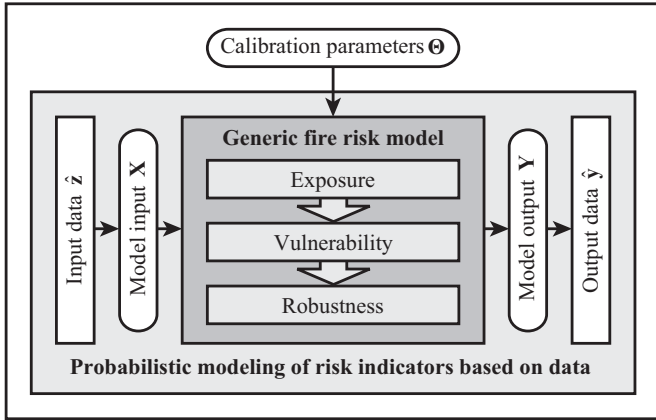 Calibration parameters Θ
Input data ẑ
Model input X
Generic fire risk model
Exposure
Vulnerability
Robustness
Model output Y
Output data ŷ
Probabilistic modeling of risk indicators based on data